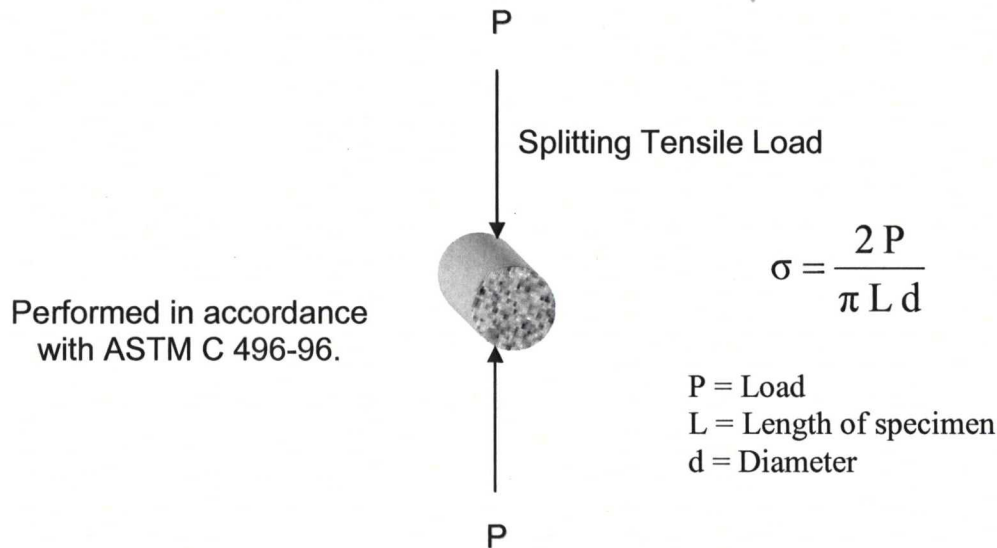 P
Splitting Tensile Load
σ = 2 P / π L d
Performed in accordance
with ASTM C 496-96.
P = Load
L = Length of specimen
d = Diameter
P